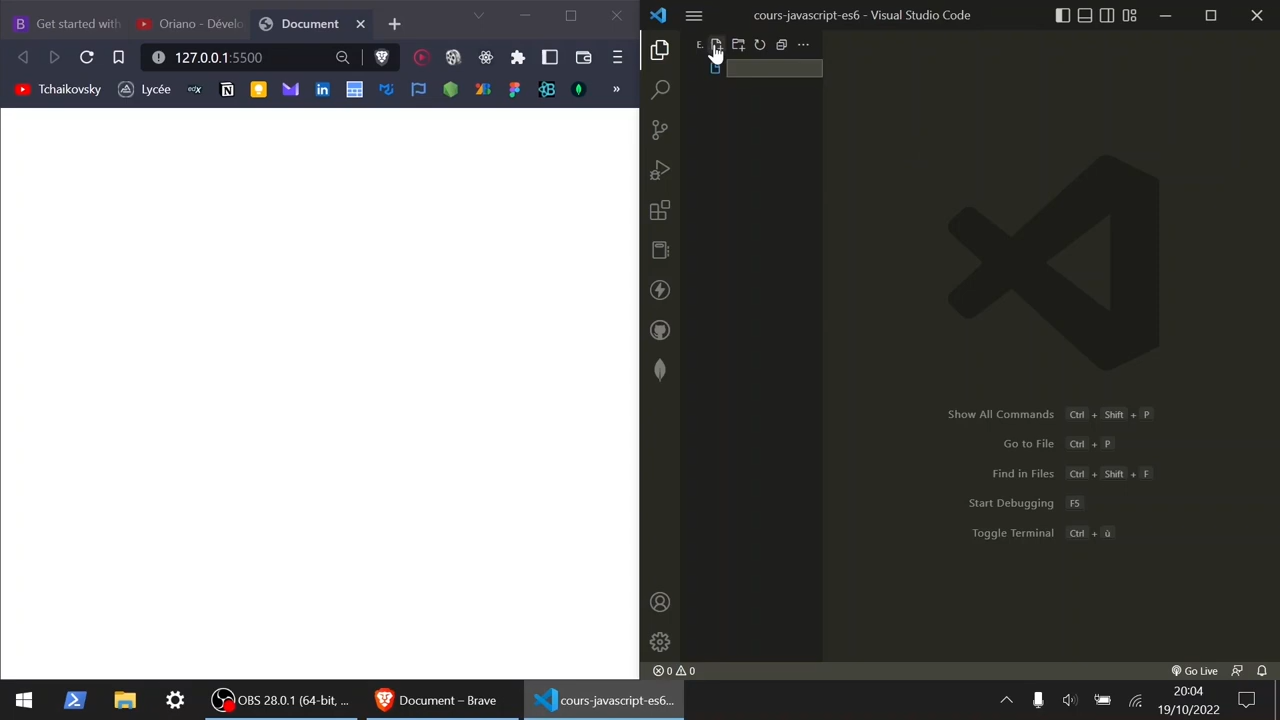 Get started with
Oriano - Dévelo
Document
127.0.0.1:5500
Tchaikovsky
Lycée
edX
»
cours-javascript-es6 - Visual Studio Code
E.
Show All Commands Ctrl + Shift + P
Go to File Ctrl + P
Find in Files Ctrl + Shift + F
Start Debugging F5
Toggle Terminal Ctrl + ù
0 0
Go Live
OBS 28.0.1 (64-bit, ...
Document – Brave
cours-javascript-es6...
20:04
19/10/2022